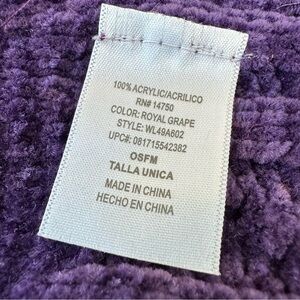 100% ACRYLIC/ACRILICO
RN# 14750
COLOR: ROYAL GRAPE
STYLE: WL49A602
UPC#: 081715542382
OSFM
TALLA UNICA
MADE IN CHINA
HECHO EN CHINA